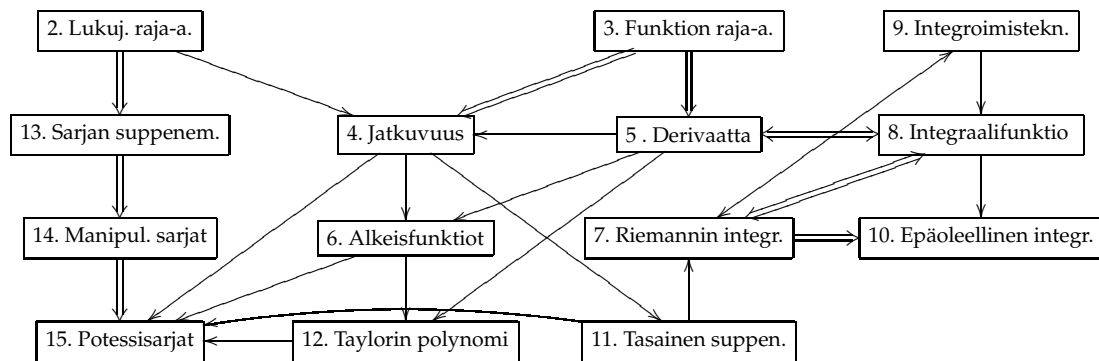 2. Lukuj. raja-a.
3. Funktion raja-a.
9. Integroimistekn.
13. Sarjan suppenem.
4. Jatkuvuus
5 . Derivaatta
8. Integraalifunktio
14. Manipul. sarjat
6. Alkeisfunktiot
7. Riemannin integr.
10. Epäoleellinen integr.
15. Potessisarjat
12. Taylorin polynomi
11. Tasainen suppen.